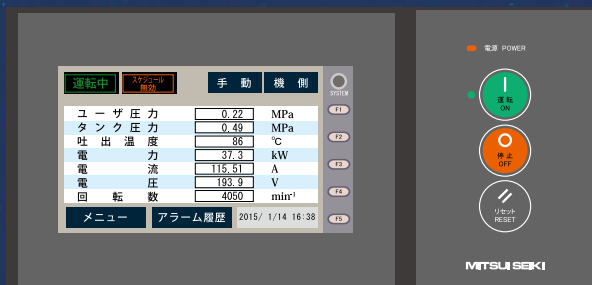 電源 POWER
運転中 スケジュール無効 手動 機側
SYSTEM
ユーザ圧力 0.22 MPa
タンク圧力 0.49 MPa
吐出温度 86 ℃
電力 37.3 kW
電流 115.51 A
電圧 193.9 V
回転数 4050 min⁻¹
メニュー アラーム履歴 2015/ 1/14 16:38
F1
F2
F3
F4
F5
運転
ON
停止
OFF
リセット
RESET
MITSUI SEIKI